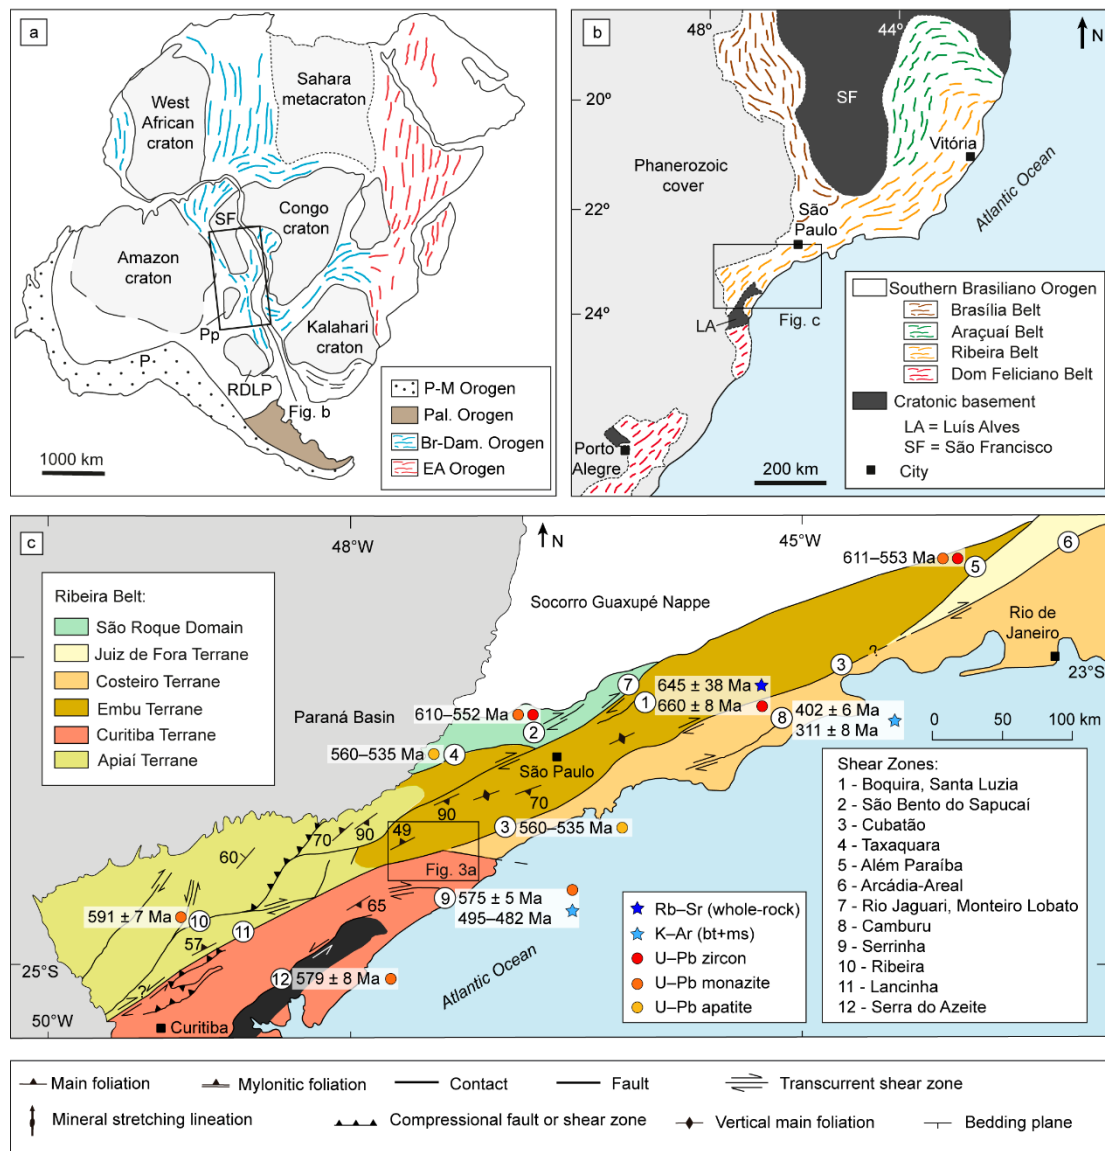 a
West
African
craton
Sahara
metacraton
SF
Congo
craton
Amazon
craton
Pp
Kalahari
craton
P
RDLP
Fig. b
1000 km
P-M Orogen
Pal. Orogen
Br-Dam. Orogen
EA Orogen
b
48°
44°
N
20°
22°
24°
SF
Vitória
Phanerozoic
cover
São
Paulo
Atlantic Ocean
LA
Fig. c
Porto
Alegre
200 km
Southern Brasiliano Orogen
Brasília Belt
Araçuaí Belt
Ribeira Belt
Dom Feliciano Belt
Cratonic basement
LA = Luís Alves
SF = São Francisco
City
c
48°W
N
45°W
Ribeira Belt:
São Roque Domain
Juiz de Fora Terrane
Costeiro Terrane
Embu Terrane
Curitiba Terrane
Apiaí Terrane
Socorro Guaxupé Nappe
611–553 Ma
5
6
Rio de
Janeiro
23°S
?
3
7
645 ± 38 Ma
1
660 ± 8 Ma
Paraná Basin
610–552 Ma
2
8
402 ± 6 Ma
311 ± 8 Ma
0 50 100 km
560–535 Ma
4
São Paulo
70
90
49
90
70
60
3
560–535 Ma
Fig. 3a
591 ± 7 Ma
10
11
57
65
9
575 ± 5 Ma
495–482 Ma
25°S
?
12
579 ± 8 Ma
Atlantic Ocean
50°W
Curitiba
Rb–Sr (whole-rock)
K–Ar (bt+ms)
U–Pb zircon
U–Pb monazite
U–Pb apatite
Shear Zones:
1 - Boquira, Santa Luzia
2 - São Bento do Sapucaí
3 - Cubatão
4 - Taxaquara
5 - Além Paraíba
6 - Arcádia-Areal
7 - Rio Jaguari, Monteiro Lobato
8 - Camburu
9 - Serrinha
10 - Ribeira
11 - Lancinha
12 - Serra do Azeite
Main foliation
Mylonitic foliation
Contact
Fault
Transcurrent shear zone
Mineral stretching lineation
Compressional fault or shear zone
Vertical main foliation
Bedding plane